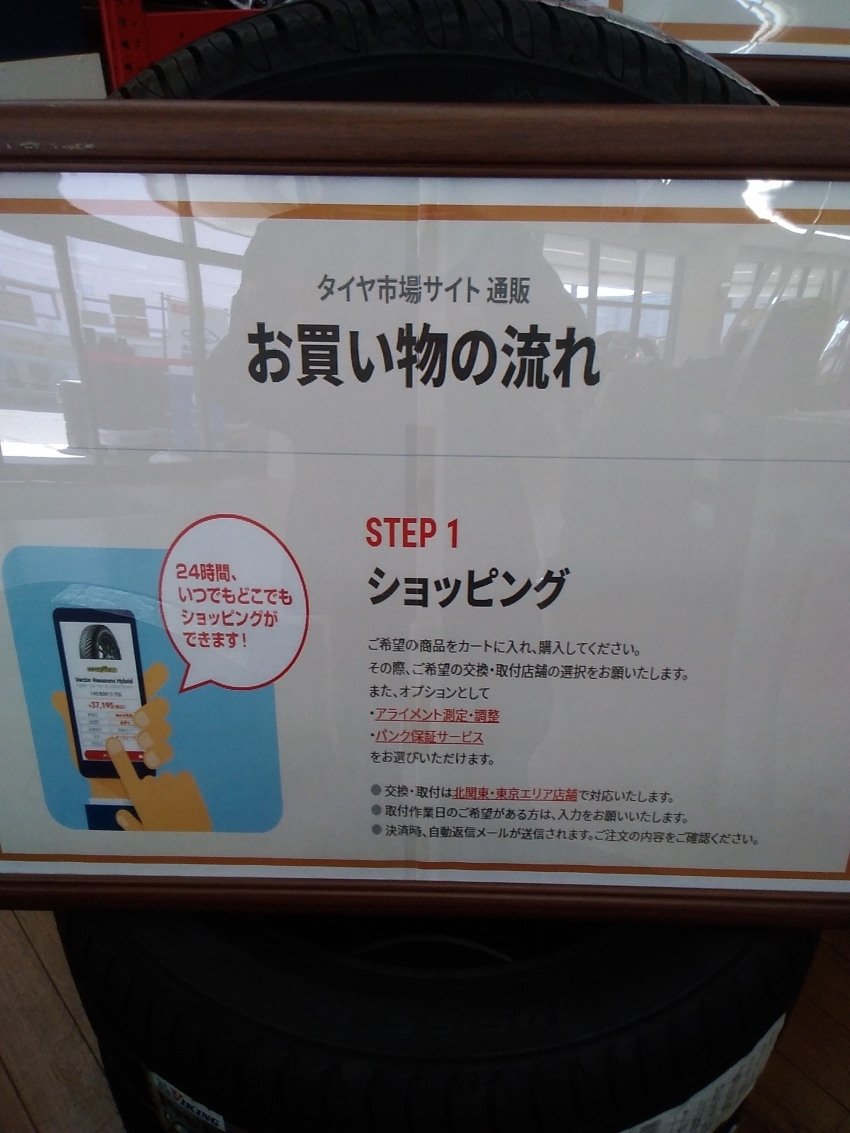 タイヤ市場サイト 通販
お買い物の流れ
24時間、
いつでもどこでも
ショッピングが
できます!
Vector 4seasons Hybrid
¥37,195
STEP 1
ショッピング
ご希望の商品をカートに入れ、購入してください。
その際、ご希望の交換・取付店舗の選択をお願いたします。
また、オプションとして
・アライメント測定・調整
・パンク保証サービス
をお選びいただけます。
●交換・取付は北関東・東京エリア店舗で対応いたします。
●取付作業日のご希望がある方は、入力をお願いいたします。
●決済時、自動返信メールが送信されます。ご注文の内容をご確認ください。
VIKING